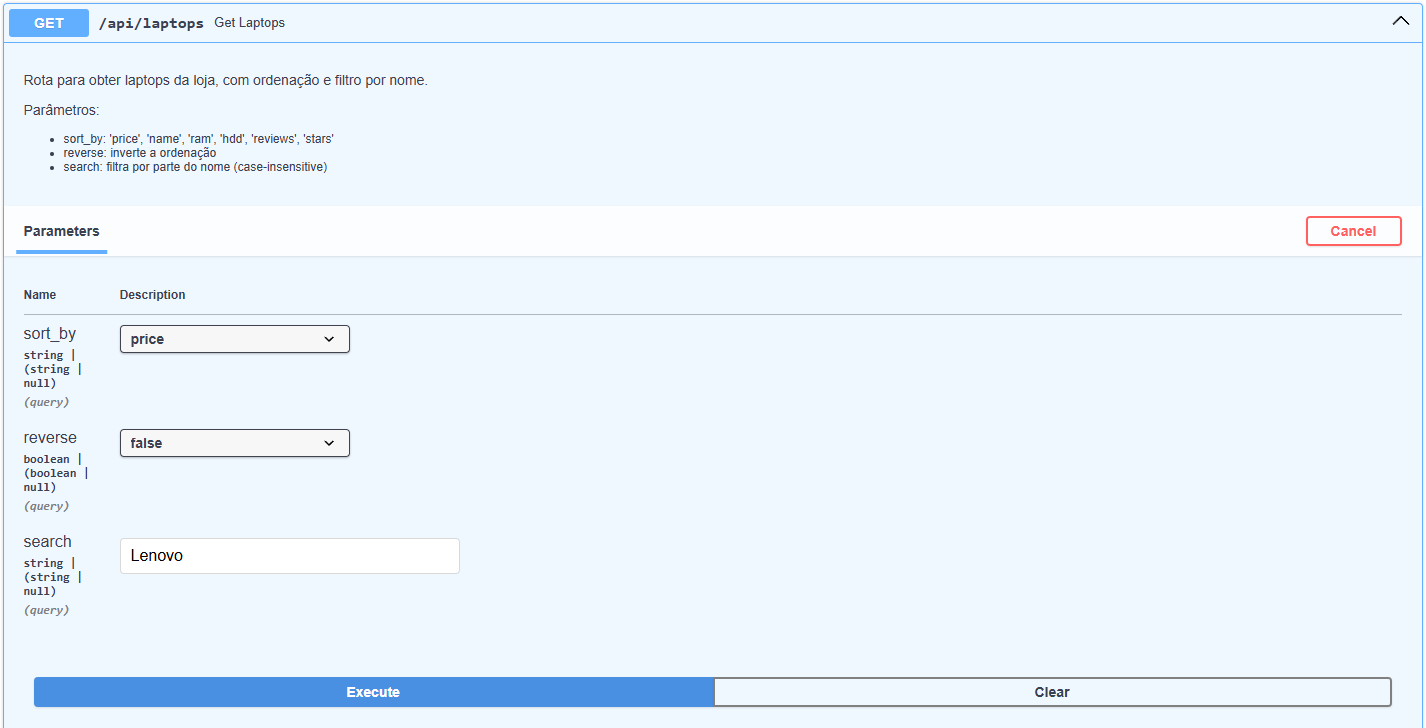 GET /api/laptops Get Laptops
Rota para obter laptops da loja, com ordenação e filtro por nome.
Parâmetros:
sort_by: 'price', 'name', 'ram', 'hdd', 'reviews', 'stars'
reverse: inverte a ordenação
search: filtra por parte do nome (case-insensitive)
Parameters Cancel
Name Description
sort_by
string |
(string |
null)
(query)
price
reverse
boolean |
(boolean |
null)
(query)
false
search
string |
(string |
null)
(query)
Lenovo
Execute Clear